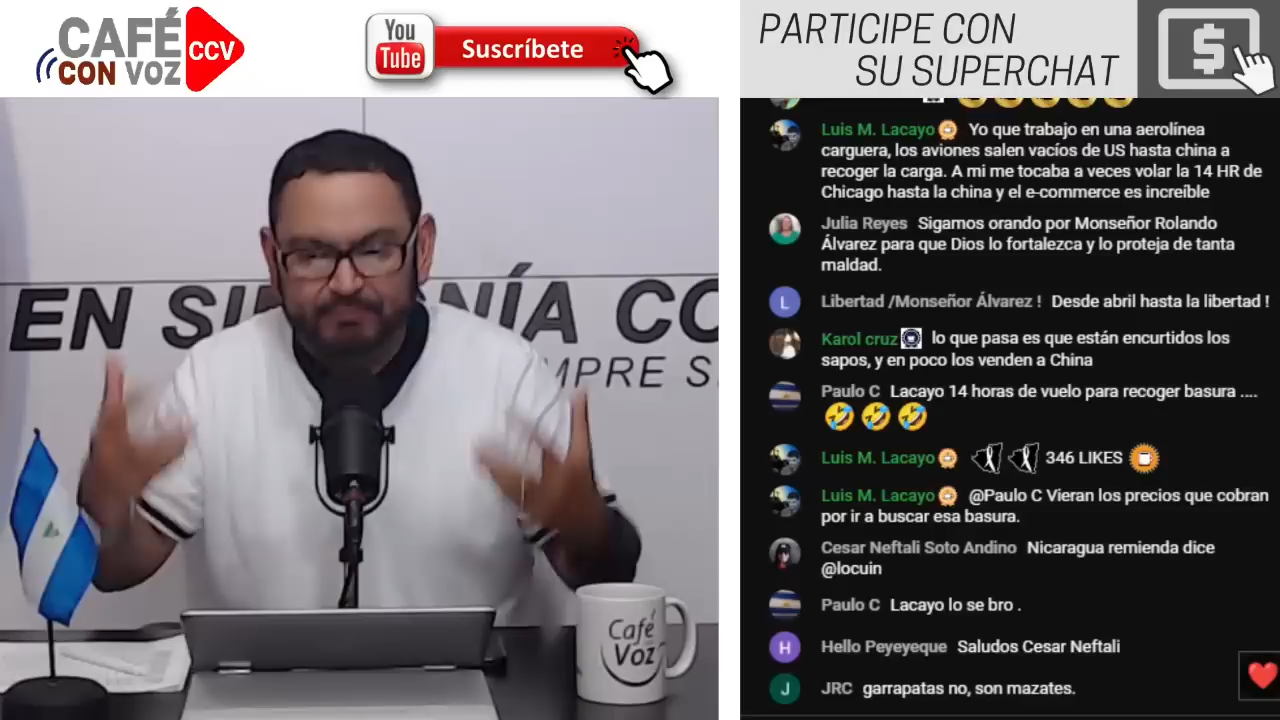 CAFÉ
CON VOZ
CCV
You
Tube
Suscríbete
PARTICIPE CON
SU SUPERCHAT
$
Luis M. Lacayo Yo que trabajo en una aerolínea
carguera, los aviones salen vacíos de US hasta china a
recoger la carga. A mi me tocaba a veces volar la 14 HR de
Chicago hasta la china y el e-commerce es increíble
Julia Reyes Sigamos orando por Monseñor Rolando
Álvarez para que Dios lo fortalezca y lo proteja de tanta
maldad.
L
Libertad /Monseñor Álvarez ! Desde abril hasta la libertad !
Karol cruz lo que pasa es que están encurtidos los
sapos, y en poco los venden a China
Paulo C Lacayo 14 horas de vuelo para recoger basura ....
🤣 🤣 🤣
Luis M. Lacayo 346 LIKES
Luis M. Lacayo @Paulo C Vieran los precios que cobran
por ir a buscar esa basura.
Cesar Neftali Soto Andino Nicaragua remienda dice
@locuin
Paulo C Lacayo lo se bro .
H
Hello Peyeyeque Saludos Cesar Neftali
J
JRC garrapatas no, son mazates.
EN
NÍA CO
MPRE S
Café
con
Voz